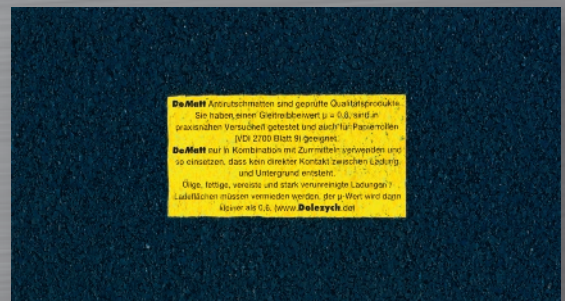 DoMatt Antirutschmatten sind geprüfte Qualitätsprodukte.
Sie haben einen Gleitreibbeiwert µ = 0,6, sind in
praxisnahen Versuchen getestet und auch für Papierrollen
(VDI 2700 Blatt 9) geeignet.
DoMatt nur in Kombination mit Zurrmitteln verwenden und
so einsetzen, dass kein direkter Kontakt zwischen Ladung
und Untergrund entsteht.
Ölige, fettige, vereiste und stark verunreinigte Ladungen /
Ladeflächen müssen vermieden werden, der µ-Wert wird dann
kleiner als 0,6. (www.Dolezych.de)